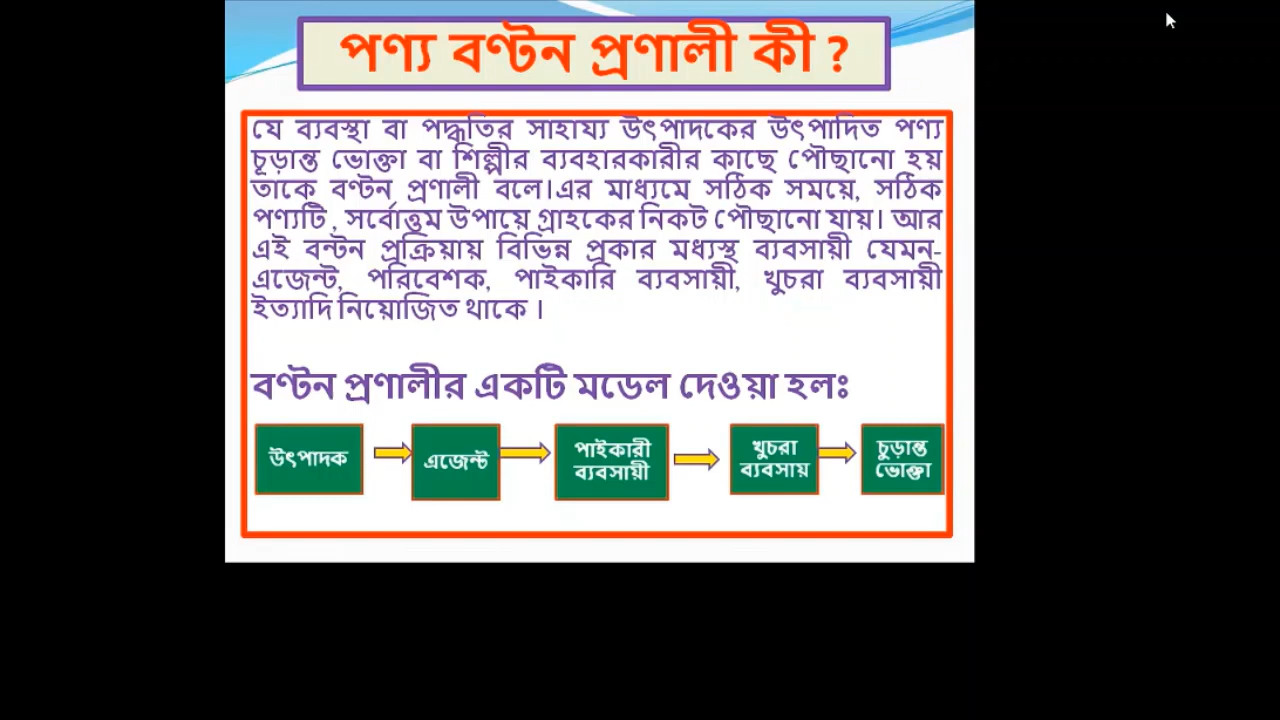 পণ্য বণ্টন প্রণালী কী ?
যে ব্যবস্থা বা পদ্ধতির সাহায্য উৎপাদকের উৎপাদিত পণ্য
চূড়ান্ত ভোক্তা বা শিল্পীর ব্যবহারকারীর কাছে পৌছানো হয়
তাকে বণ্টন প্রণালী বলে।এর মাধ্যমে সঠিক সময়ে, সঠিক
পণ্যটি , সর্বোত্তম উপায়ে গ্রাহকের নিকট পৌছানো যায়। আর
এই বন্টন প্রক্রিয়ায় বিভিন্ন প্রকার মধ্যস্থ ব্যবসায়ী যেমন-
এজেন্ট, পরিবেশক, পাইকারি ব্যবসায়ী, খুচরা ব্যবসায়ী
ইত্যাদি নিয়োজিত থাকে ।
বণ্টন প্রণালীর একটি মডেল দেওয়া হলঃ
উৎপাদক
এজেন্ট
পাইকারী
ব্যবসায়ী
খুচরা
ব্যবসায়
চুড়ান্ত
ভোক্তা